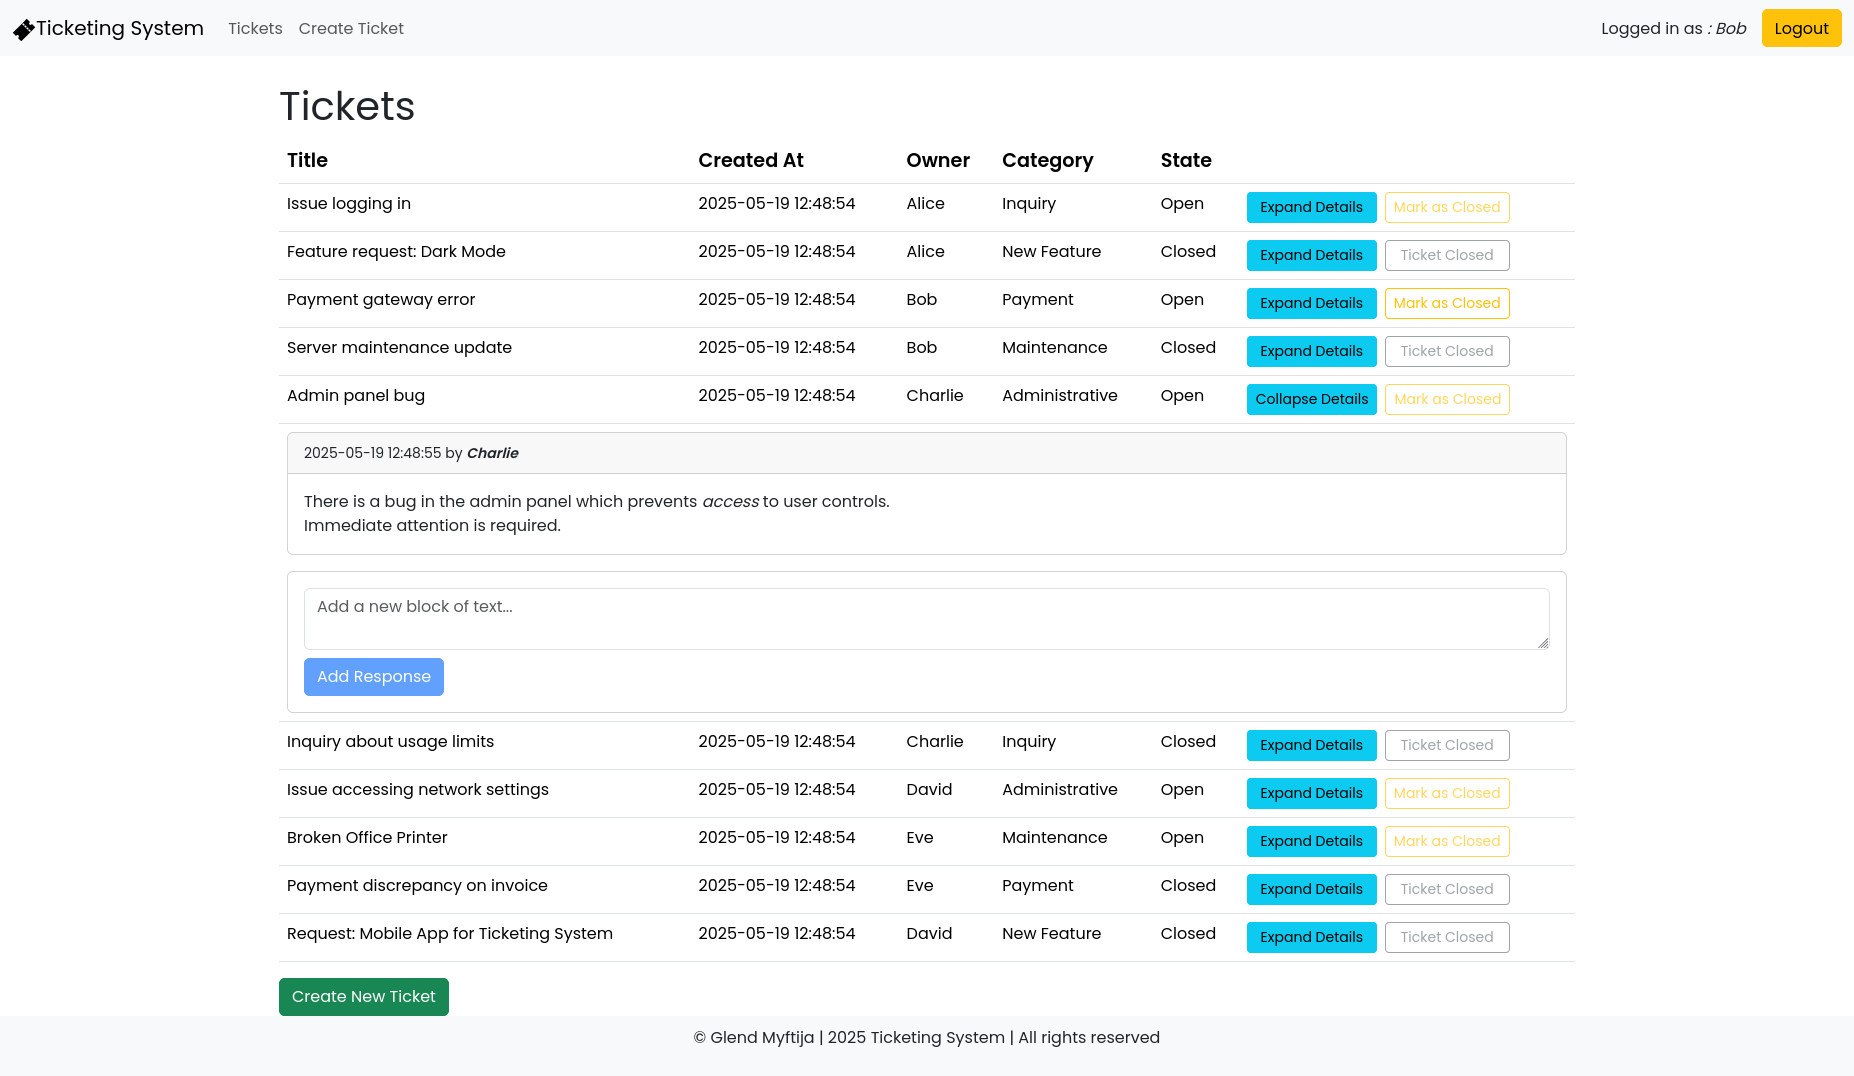 Ticketing System Tickets Create Ticket Logged in as : Bob Logout
Tickets
Title Created At Owner Category State
Issue logging in 2025-05-19 12:48:54 Alice Inquiry Open Expand Details Mark as Closed
Feature request: Dark Mode 2025-05-19 12:48:54 Alice New Feature Closed Expand Details Ticket Closed
Payment gateway error 2025-05-19 12:48:54 Bob Payment Open Expand Details Mark as Closed
Server maintenance update 2025-05-19 12:48:54 Bob Maintenance Closed Expand Details Ticket Closed
Admin panel bug 2025-05-19 12:48:54 Charlie Administrative Open Collapse Details Mark as Closed
2025-05-19 12:48:55 by Charlie
There is a bug in the admin panel which prevents access to user controls.
Immediate attention is required.
Add a new block of text...
Add Response
Inquiry about usage limits 2025-05-19 12:48:54 Charlie Inquiry Closed Expand Details Ticket Closed
Issue accessing network settings 2025-05-19 12:48:54 David Administrative Open Expand Details Mark as Closed
Broken Office Printer 2025-05-19 12:48:54 Eve Maintenance Open Expand Details Mark as Closed
Payment discrepancy on invoice 2025-05-19 12:48:54 Eve Payment Closed Expand Details Ticket Closed
Request: Mobile App for Ticketing System 2025-05-19 12:48:54 David New Feature Closed Expand Details Ticket Closed
Create New Ticket
© Glend Myftija | 2025 Ticketing System | All rights reserved